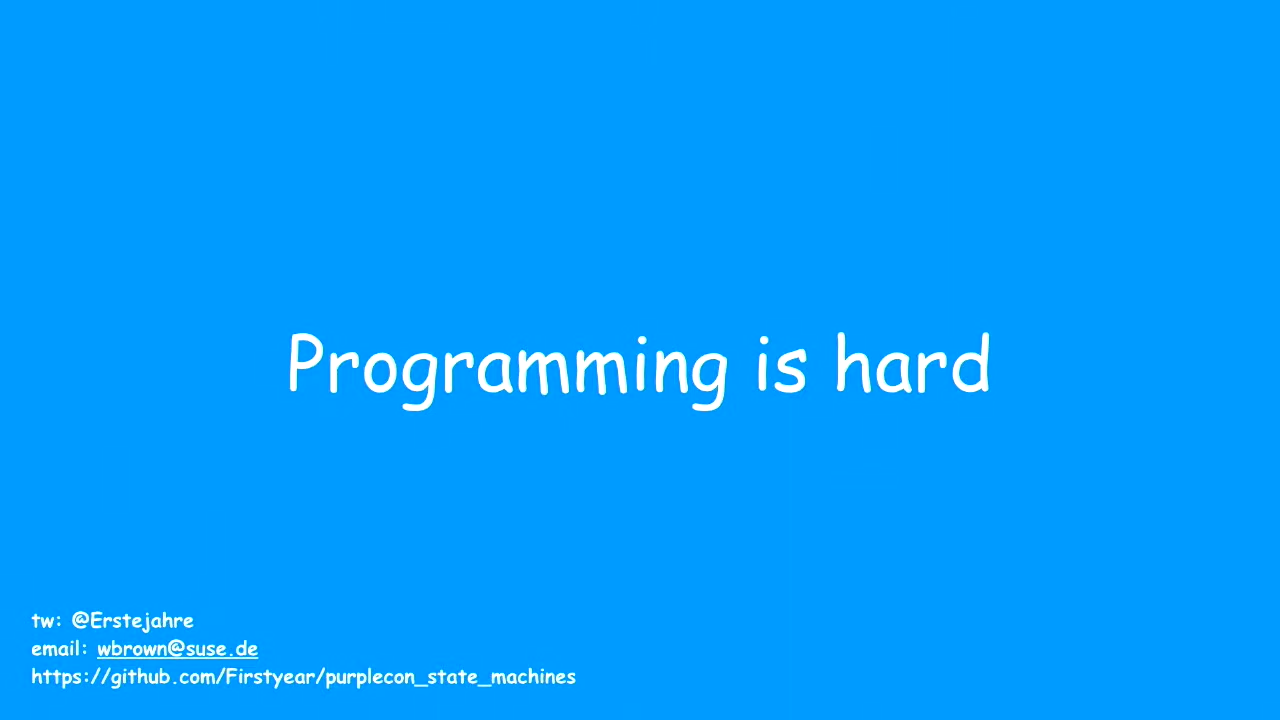 Programming is hard
tw: @Erstejahre
email: wbrown@suse.de
https://github.com/Firstyear/purplecon_state_machines